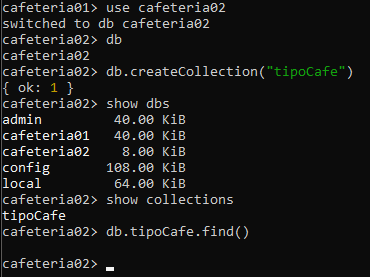 cafeteria01> use cafeteria02
switched to db cafeteria02
cafeteria02> db
cafeteria02
cafeteria02> db.createCollection("tipoCafe")
{ ok: 1 }
cafeteria02> show dbs
admin         40.00 KiB
cafeteria01   40.00 KiB
cafeteria02    8.00 KiB
config       108.00 KiB
local         64.00 KiB
cafeteria02> show collections
tipoCafe
cafeteria02> db.tipoCafe.find()

cafeteria02>